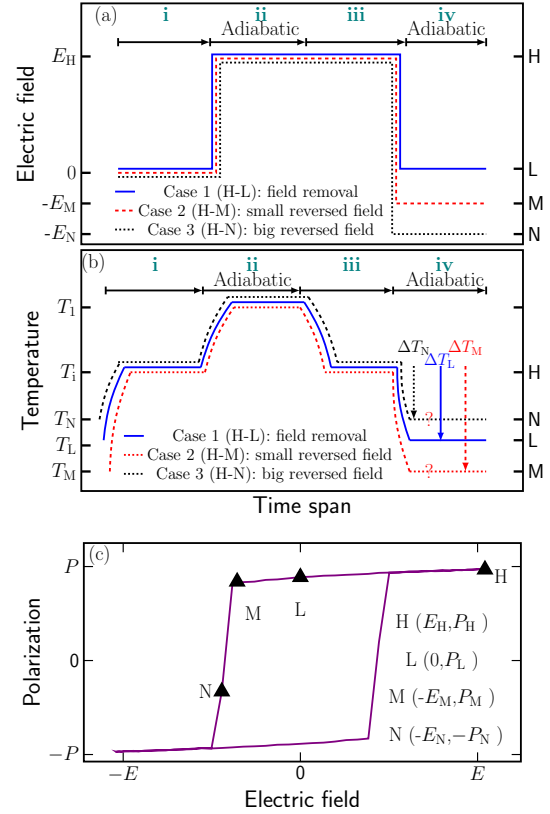 (a)
i ii iii iv
Adiabatic Adiabatic
Electric field
E_H H
0 L
-E_M M
-E_N N
Case 1 (H-L): field removal
Case 2 (H-M): small reversed field
Case 3 (H-N): big reversed field
(b)
i ii iii iv
Adiabatic Adiabatic
Temperature
T_1
T_i H
T_N N
T_L L
T_M M
ΔT_N ΔT_L ΔT_M
?
?
Case 1 (H-L): field removal
Case 2 (H-M): small reversed field
Case 3 (H-N): big reversed field
Time span
(c)
Polarization
P
0
−P
H
M L
N
H (E_H,P_H )
L (0,P_L)
M (-E_M,P_M )
N (-E_N,−P_N )
−E 0 E
Electric field